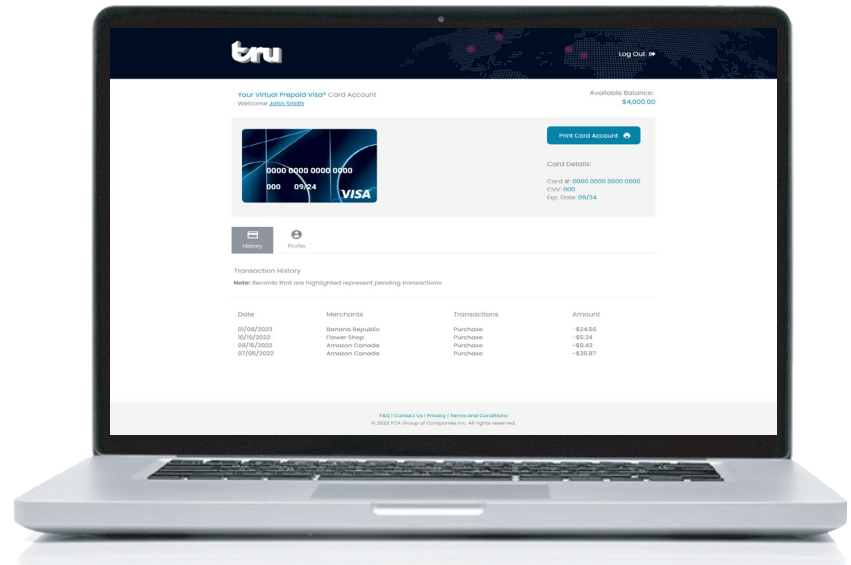 tru
Log Out
Your Virtual Prepaid Visa* Card Account
Welcome John Smith
Available Balance:
$4,000.00
0000 0000 0000 0000
000 09/24
VISA
Print Card Account
Card Details:
Card #: 0000 0000 0000 0000
CVV: 000
Exp. Date: 09/24
History
Profile
Transaction History
Note: Records that are highlighted represent pending transactions.
Date Merchants Transactions Amount
01/08/2023 Banana Republic Purchase -$24.56
10/19/2022 Flower Shop Purchase -$5.34
09/15/2022 Amazon Canada Purchase -$8.43
07/05/2022 Amazon Canada Purchase -$35.87
FAQ | Contact Us | Privacy | Terms and Conditions
© 2023 TCA Group of Companies Inc. All rights reserved.